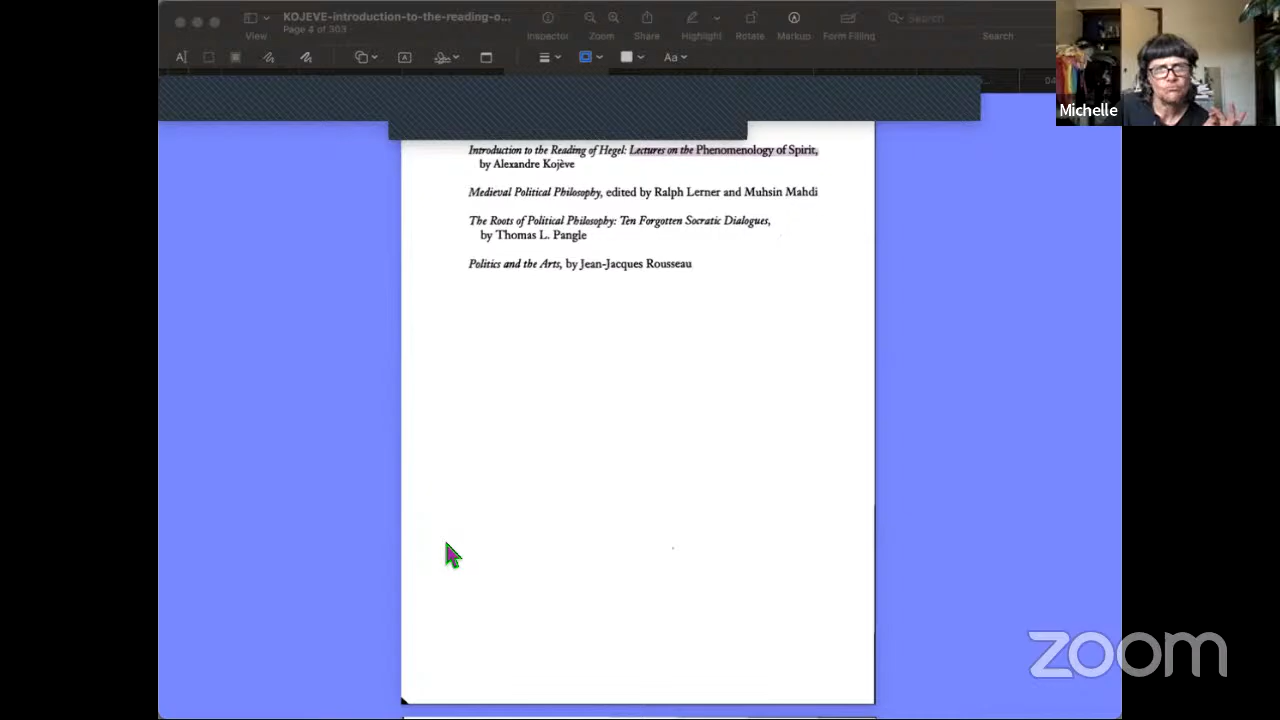 KOJEVE-introduction-to-the-reading-o...
Page 4 of 303
View
Inspector
Zoom
Share
Highlight
Rotate
Markup
Form Filling
Search
Search
Aa
Michelle
Introduction to the Reading of Hegel: Lectures on the Phenomenology of Spirit,
by Alexandre Kojève
Medieval Political Philosophy, edited by Ralph Lerner and Muhsin Mahdi
The Roots of Political Philosophy: Ten Forgotten Socratic Dialogues,
by Thomas L. Pangle
Politics and the Arts, by Jean-Jacques Rousseau
zoom